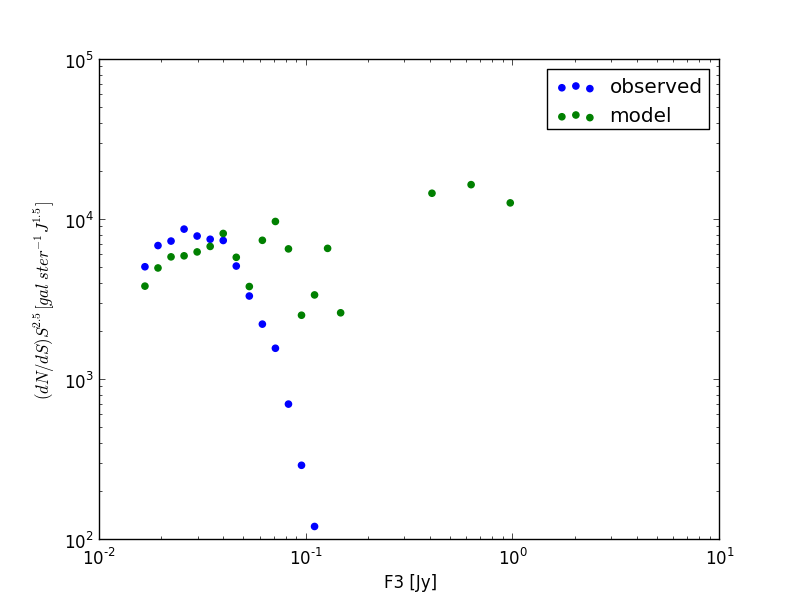 observed
model
10^5
10^4
10^3
10^2
(dN/dS)S^{2.5} [gal ster^{-1} J^{1.5}]
10^{-2} 10^{-1} 10^0 10^1
F3 [Jy]